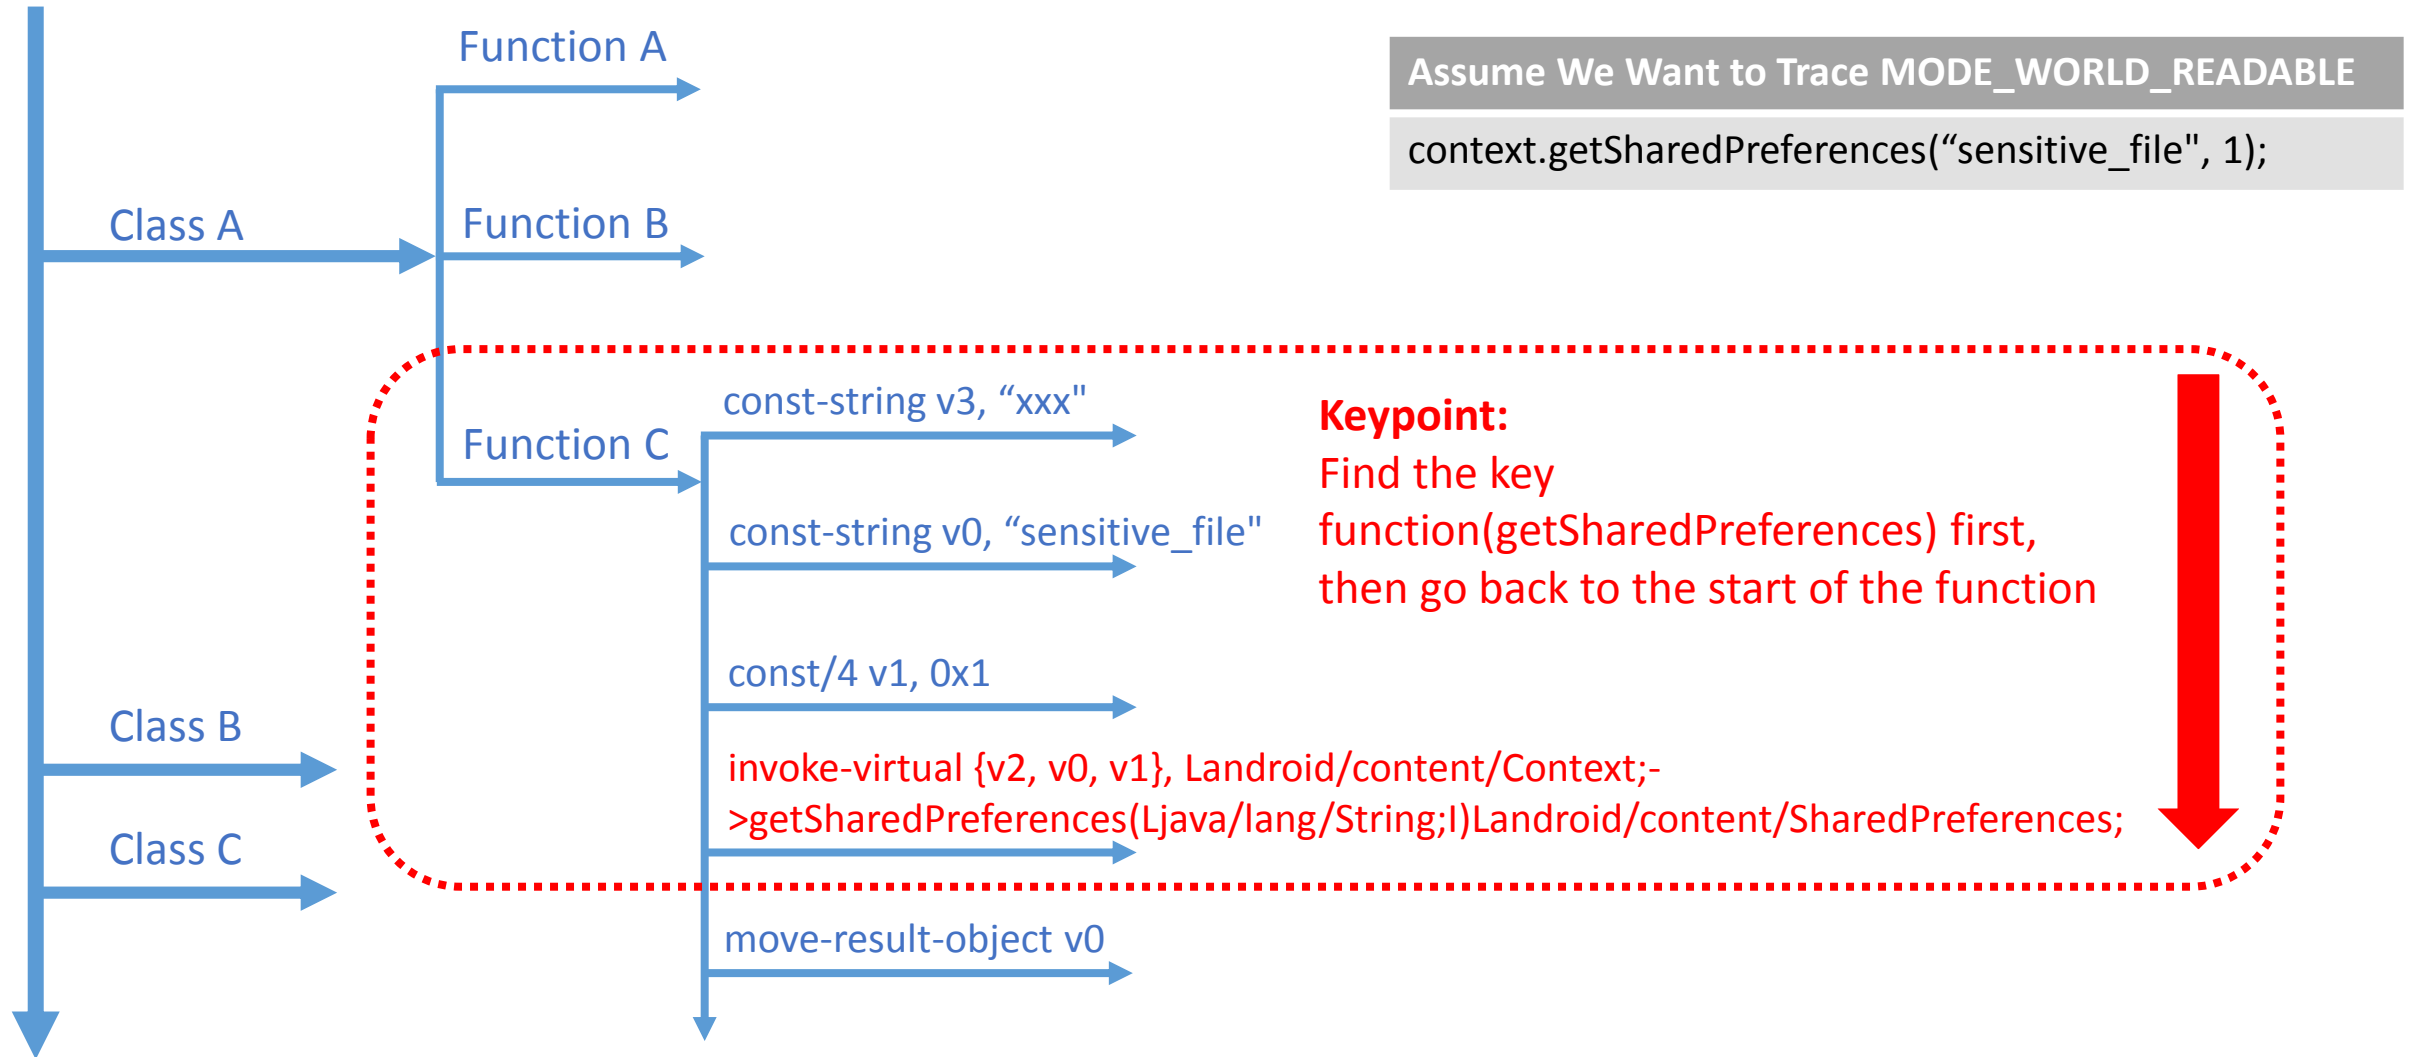 Function A
Assume We Want to Trace MODE_WORLD_READABLE
context.getSharedPreferences(“sensitive_file", 1);
Class A
Function B
Function C
const-string v3, “xxx"
const-string v0, “sensitive_file"
const/4 v1, 0x1
invoke-virtual {v2, v0, v1}, Landroid/content/Context;-
>getSharedPreferences(Ljava/lang/String;I)Landroid/content/SharedPreferences;
move-result-object v0
Keypoint:
Find the key
function(getSharedPreferences) first,
then go back to the start of the function
Class B
Class C